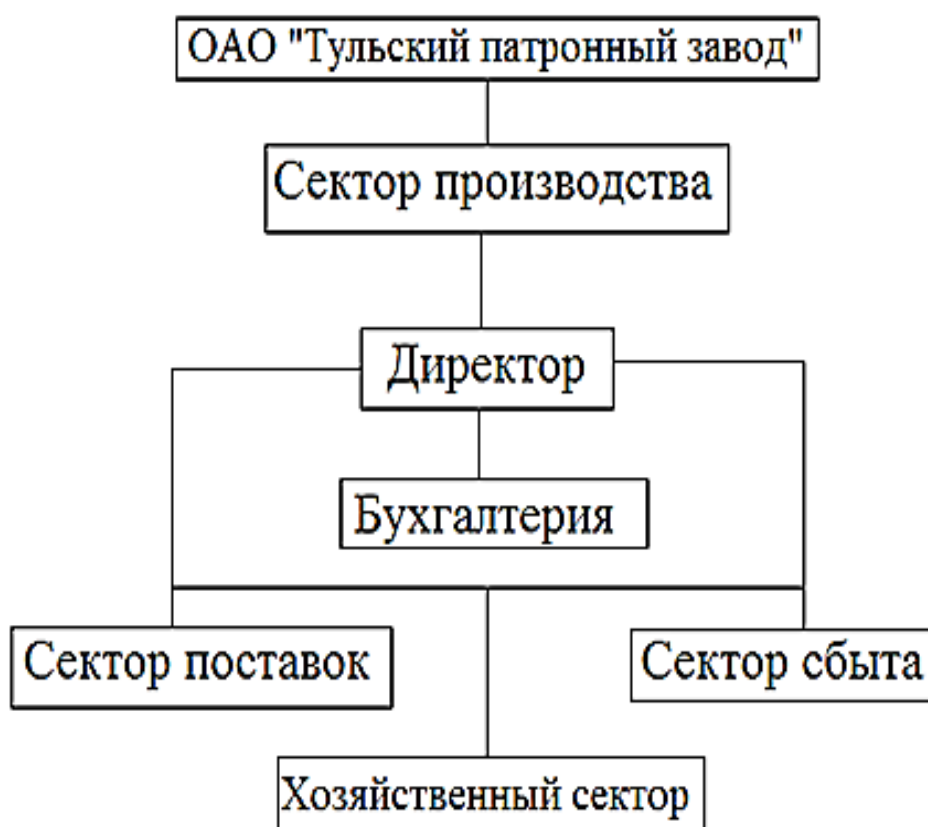 ОАО "Тульский патронный завод"
Сектор производства
Директор
Бухгалтерия
Сектор поставок
Сектор сбыта
Хозяйственный сектор